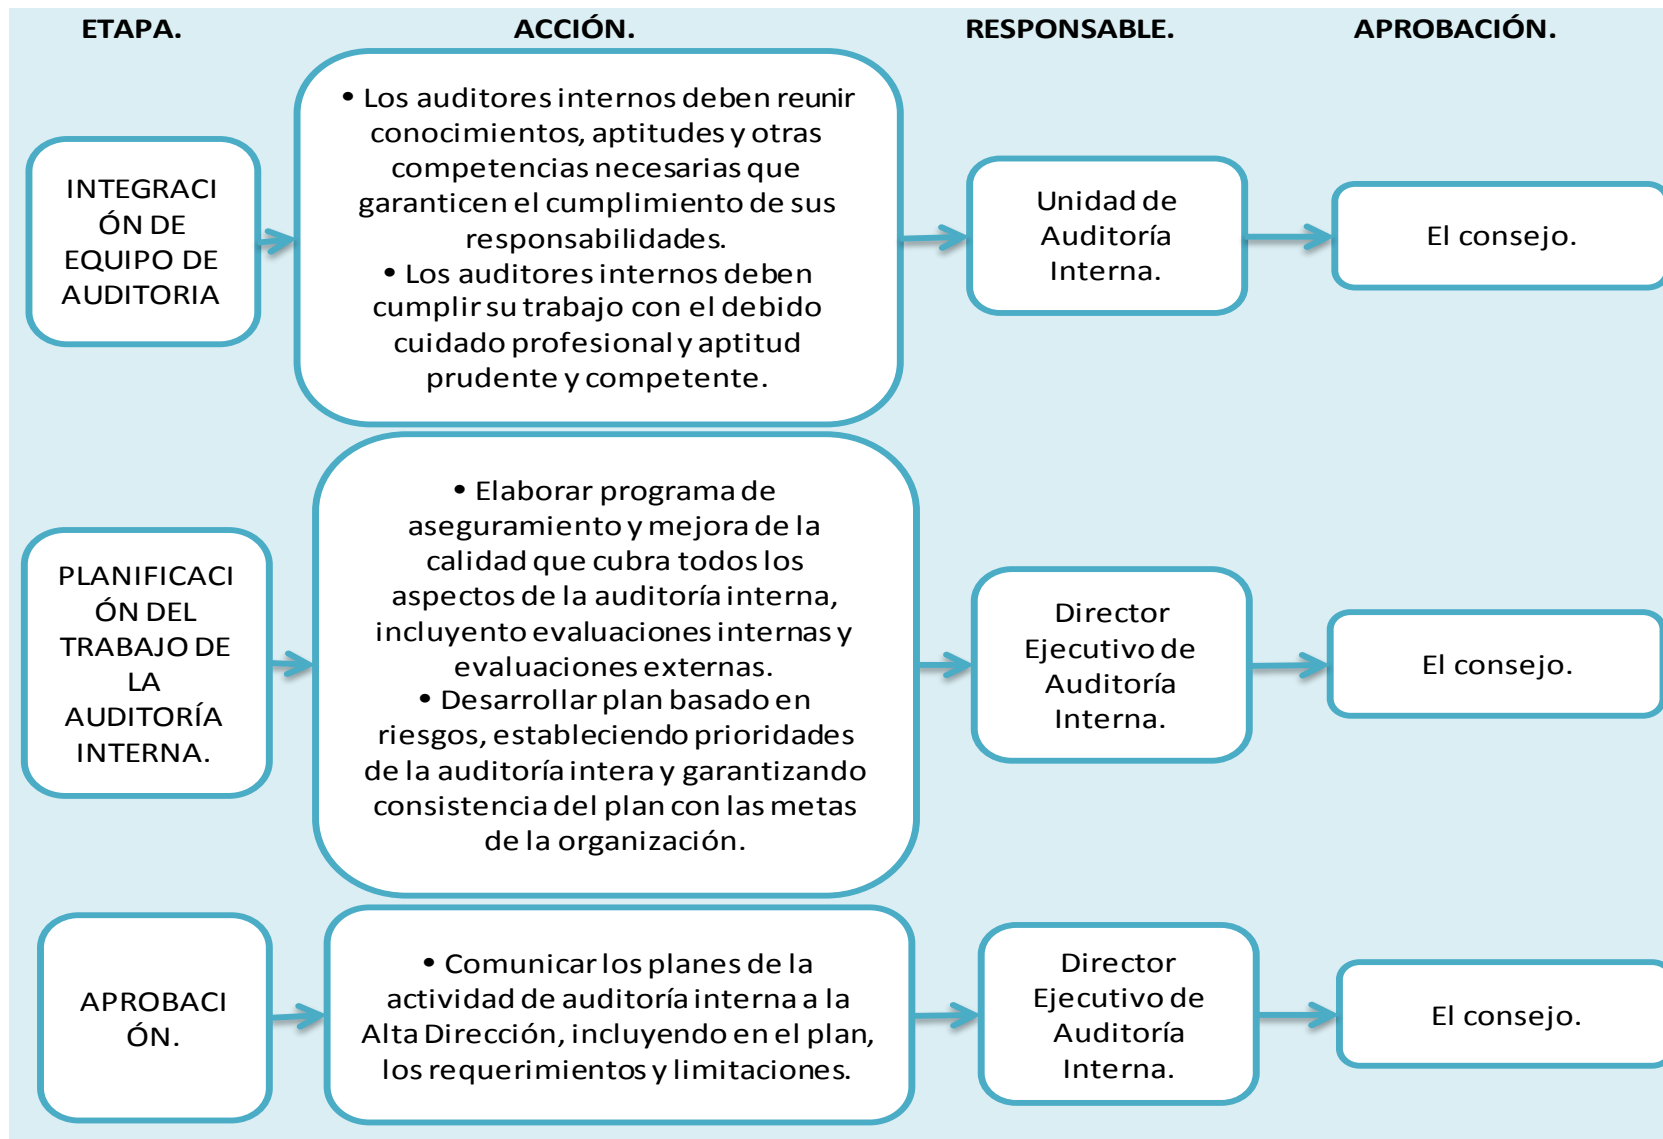 ETAPA. ACCIÓN. RESPONSABLE. APROBACIÓN.
INTEGRACI
ÓN DE
EQUIPO DE
AUDITORIA
• Los auditores internos deben reunir
conocimientos, aptitudes y otras
competencias necesarias que
garanticen el cumplimiento de sus
responsabilidades.
• Los auditores internos deben
cumplir su trabajo con el debido
cuidado profesional y aptitud
prudente y competente.
Unidad de
Auditoría
Interna.
El consejo.
PLANIFICACI
ÓN DEL
TRABAJO DE
LA
AUDITORÍA
INTERNA.
• Elaborar programa de
aseguramiento y mejora de la
calidad que cubra todos los
aspectos de la auditoría interna,
incluyento evaluaciones internas y
evaluaciones externas.
• Desarrollar plan basado en
riesgos, estableciendo prioridades
de la auditoría intera y garantizando
consistencia del plan con las metas
de la organización.
Director
Ejecutivo de
Auditoría
Interna.
El consejo.
APROBACI
ÓN.
• Comunicar los planes de la
actividad de auditoría interna a la
Alta Dirección, incluyendo en el plan,
los requerimientos y limitaciones.
Director
Ejecutivo de
Auditoría
Interna.
El consejo.